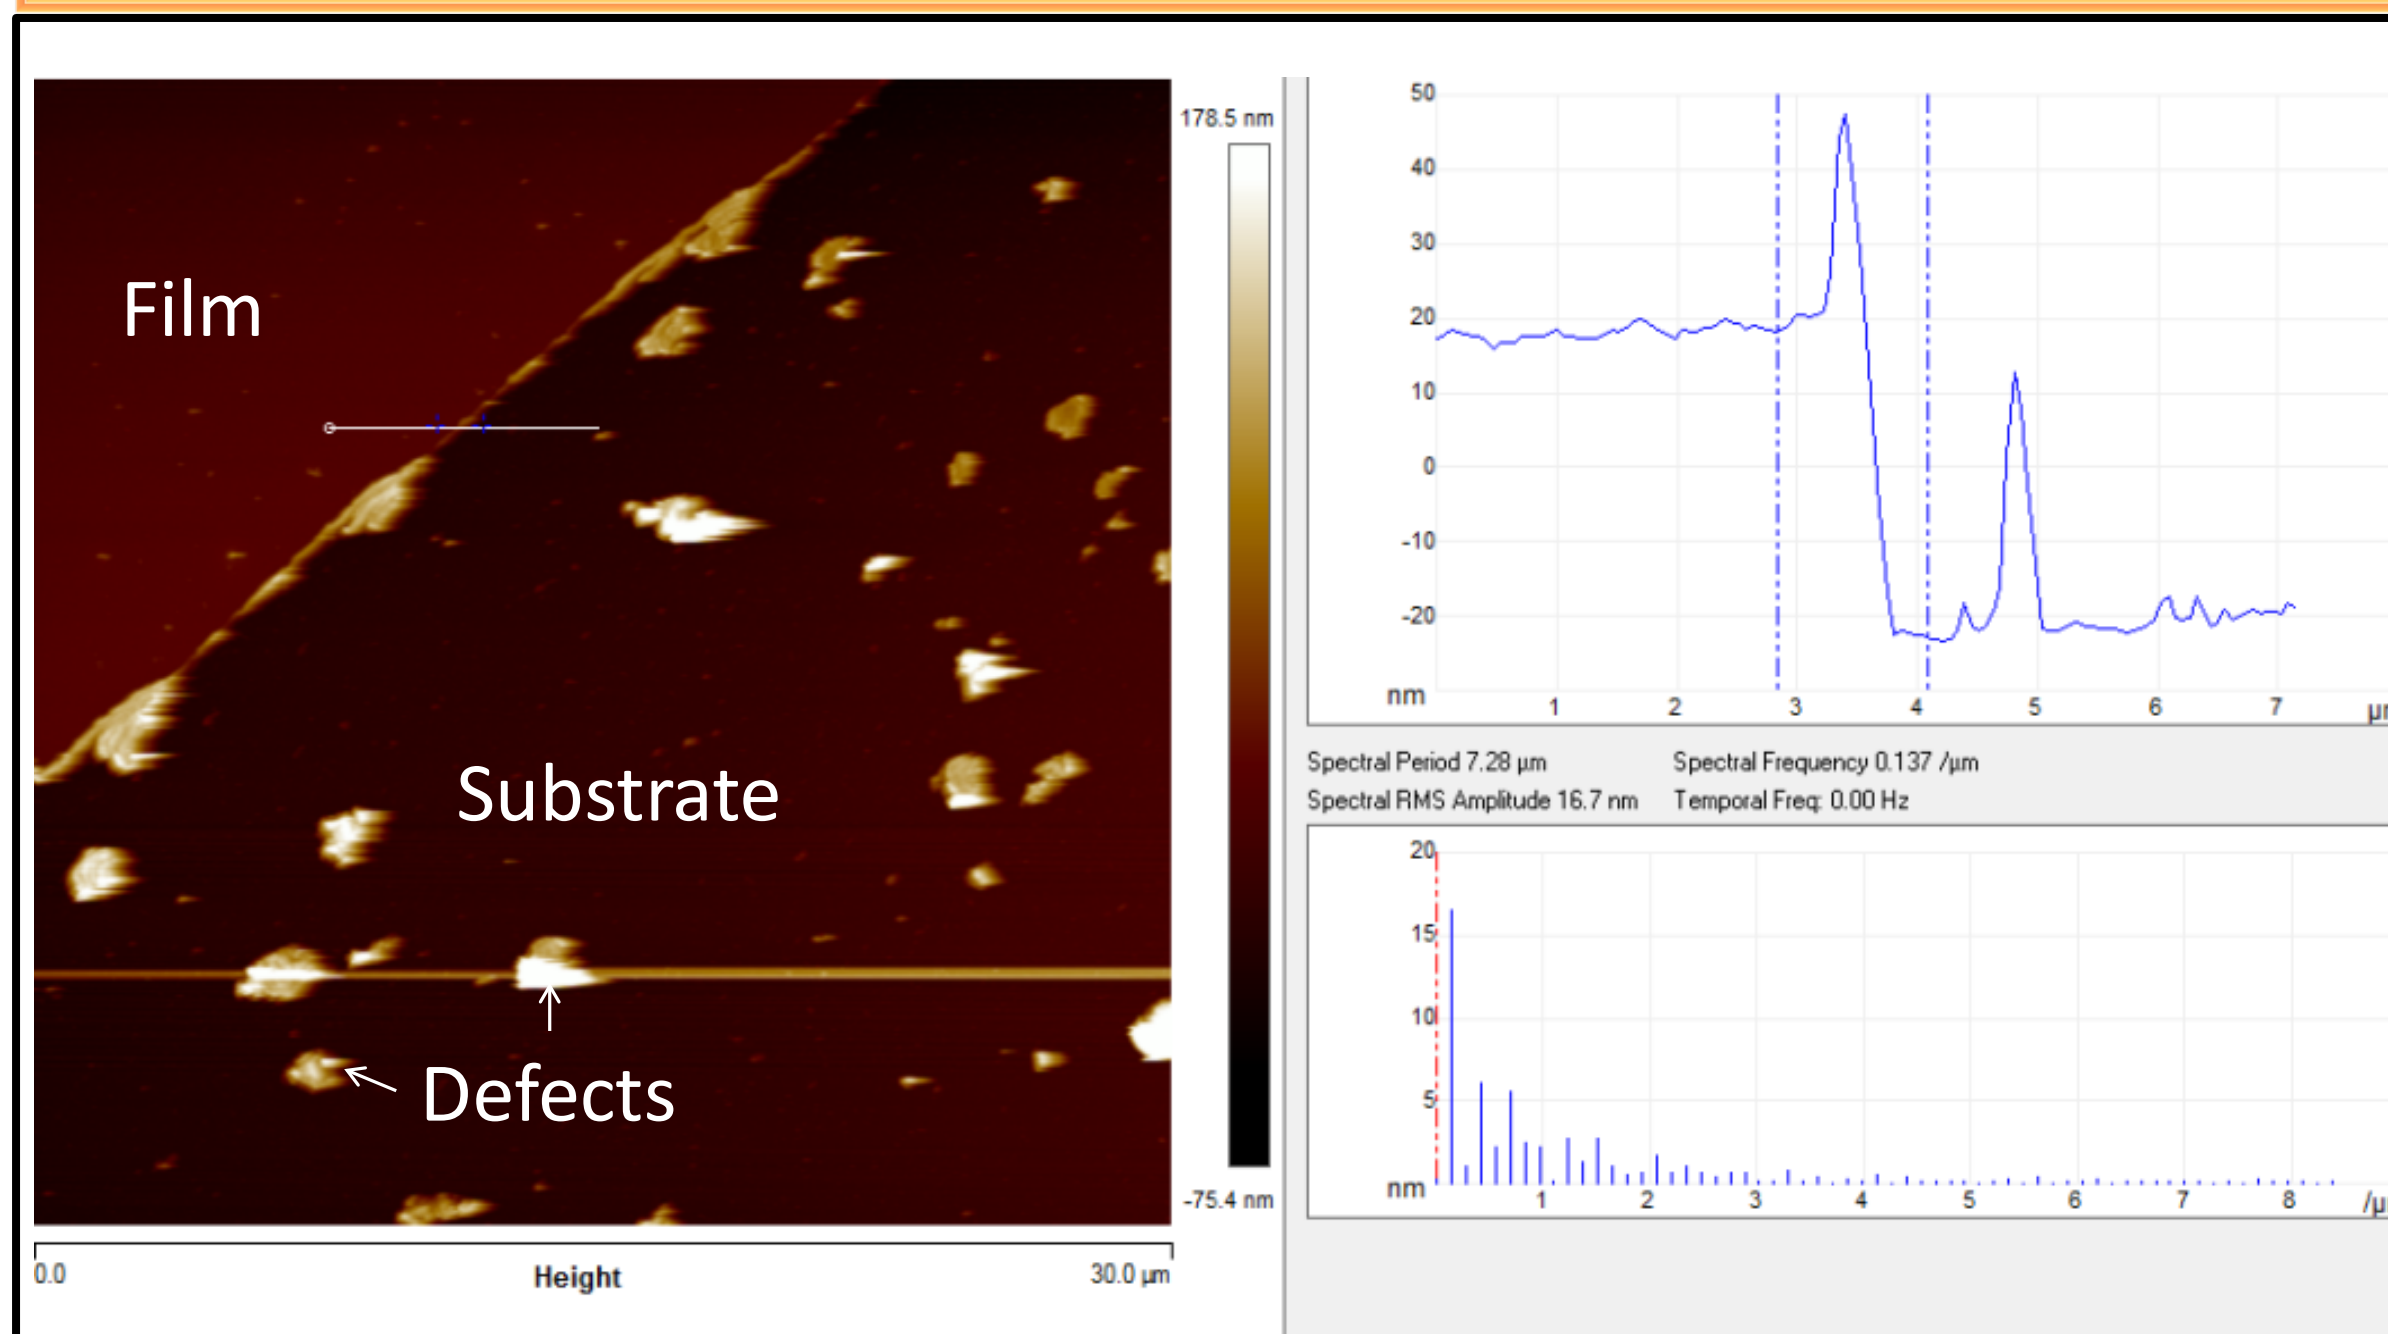 Film
Substrate
Defects
178.5 nm
-75.4 nm
0.0
Height
30.0 µm
50
40
30
20
10
0
-10
-20
nm
1
2
3
4
5
6
7
Spectral Period 7.28 µm
Spectral Frequency 0.137 /µm
Spectral RMS Amplitude 16.7 nm
Temporal Freq: 0.00 Hz
20
15
10
5
nm
1
2
3
4
5
6
7
8